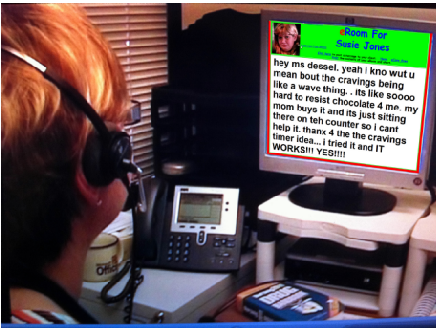 eRoom For
Susie Jones
hey ms dessel. yeah i kno wut u
mean bout the cravings being
like a wave thing. . its like soooo
hard to resist chocolate 4 me. my
mom buys it and its just sitting
there on teh counter so i cant
help it. thanx 4 the the cravings
timer idea... i tried it and IT
WORKS!!! YES!!!!
Office